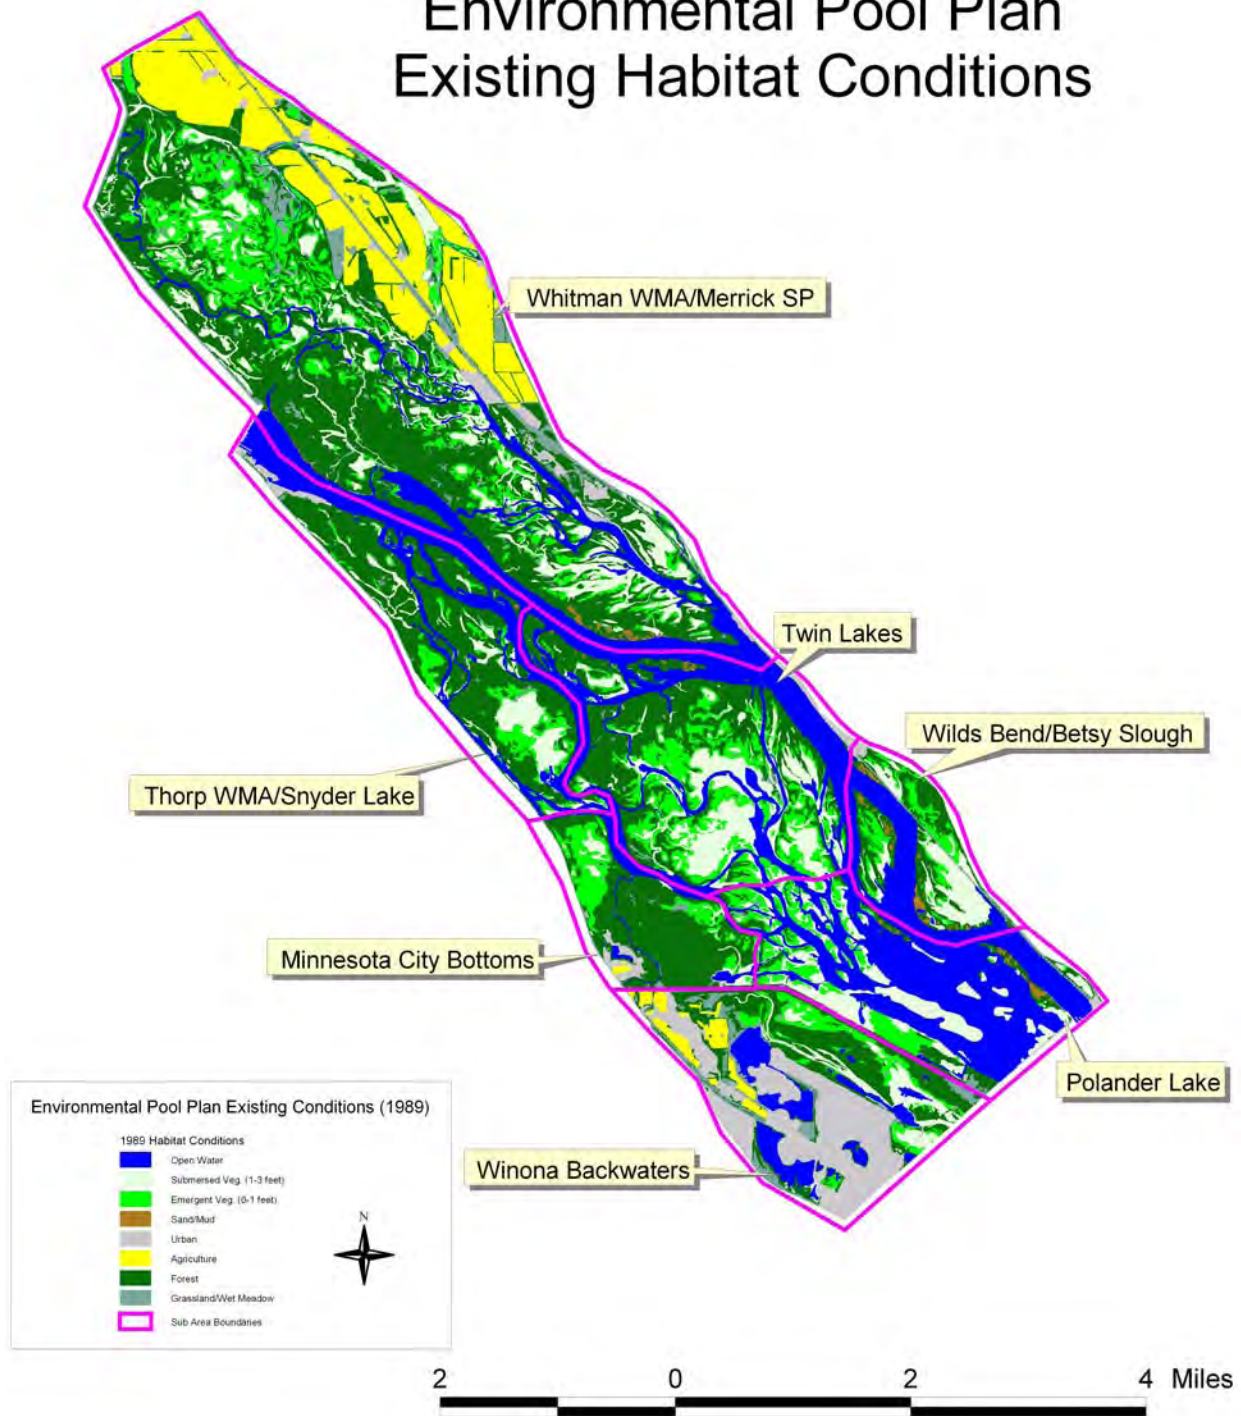 Environmental Pool Plan
Existing Habitat Conditions
Whitman WMA/Merrick SP
Twin Lakes
Wilds Bend/Betsy Slough
Thorp WMA/Snyder Lake
Minnesota City Bottoms
Polander Lake
Winona Backwaters
Environmental Pool Plan Existing Conditions (1989)
1989 Habitat Conditions
Open Water
Submersed Veg. (1-3 feet)
Emergent Veg. (0-1 feet)
Sand/Mud
Urban
Agriculture
Forest
Grassland/Wet Meadow
Sub Area Boundaries
N
2 0 2 4 Miles